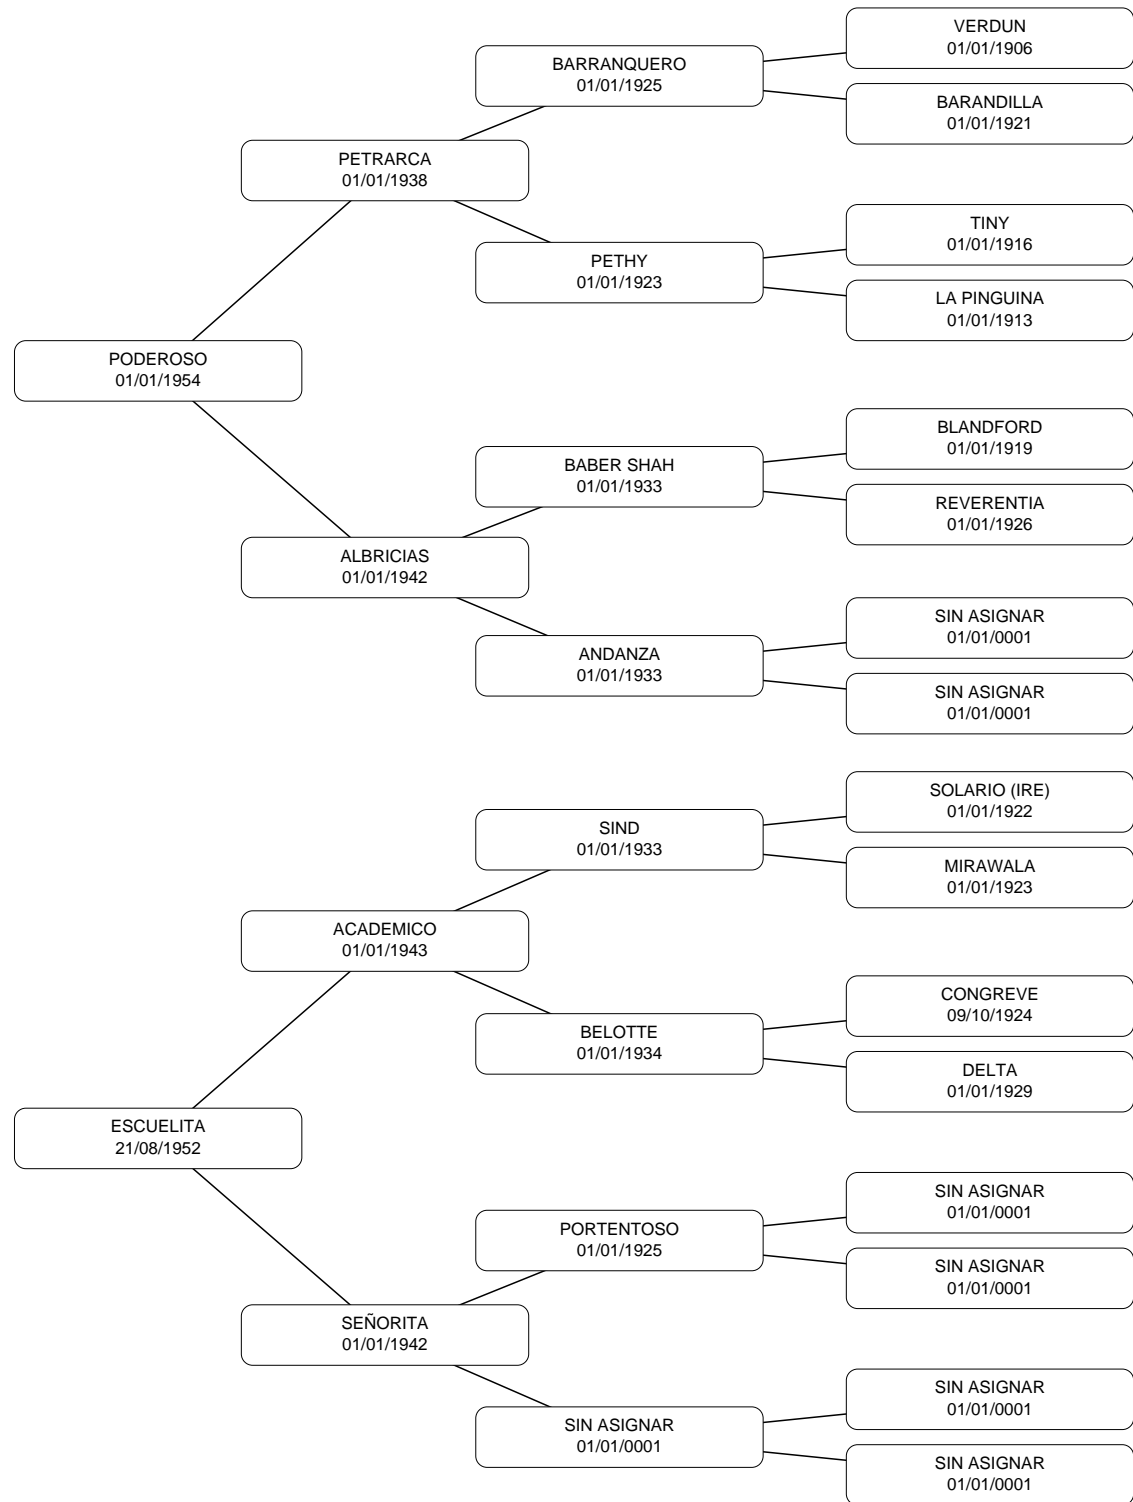 VERDUN
01/01/1906
BARRANQUERO
01/01/1925
BARANDILLA
01/01/1921
PETRARCA
01/01/1938
TINY
01/01/1916
PETHY
01/01/1923
LA PINGUINA
01/01/1913
PODEROSO
01/01/1954
BLANDFORD
01/01/1919
BABER SHAH
01/01/1933
REVERENTIA
01/01/1926
ALBRICIAS
01/01/1942
SIN ASIGNAR
01/01/0001
ANDANZA
01/01/1933
SIN ASIGNAR
01/01/0001
SOLARIO (IRE)
01/01/1922
SIND
01/01/1933
MIRAWALA
01/01/1923
ACADEMICO
01/01/1943
CONGREVE
09/10/1924
BELOTTE
01/01/1934
DELTA
01/01/1929
ESCUELITA
21/08/1952
SIN ASIGNAR
01/01/0001
PORTENTOSO
01/01/1925
SIN ASIGNAR
01/01/0001
SEÑORITA
01/01/1942
SIN ASIGNAR
01/01/0001
SIN ASIGNAR
01/01/0001
SIN ASIGNAR
01/01/0001